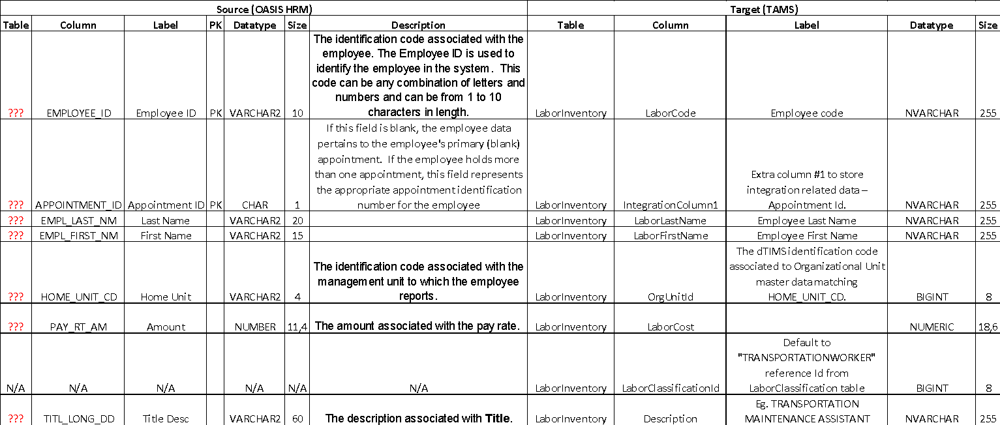 Source (OASIS HRM) Target (TAMS)
Table Column Label PK Datatype Size Description Table Column Label Datatype Size
The identification code associated with the
employee. The Employee ID is used to
identify the employee in the system. This
code can be any combination of letters and
numbers and can be from 1 to 10
??? EMPLOYEE_ID Employee ID PK VARCHAR2 10 characters in length. LaborInventory LaborCode Employee code NVARCHAR 255
If this field is blank, the employee data
pertains to the employee's primary (blank)
appointment. If the employee holds more
than one appointment, this field represents Extra column #1 to store
the appropriate appointment identification integration related data –
??? APPOINTMENT_ID Appointment ID PK CHAR 1 number for the employee LaborInventory IntegrationColumn1 Appointment Id. NVARCHAR 255
??? EMPL_LAST_NM Last Name VARCHAR2 20 LaborInventory LaborLastName Employee Last Name NVARCHAR 255
??? EMPL_FIRST_NM First Name VARCHAR2 15 LaborInventory LaborFirstName Employee First Name NVARCHAR 255
The dTIMS identification code
The identification code associated with the associated to Organizational Unit
management unit to which the employee master data matching
??? HOME_UNIT_CD Home Unit VARCHAR2 4 reports. LaborInventory OrgUnitId HOME_UNIT_CD. BIGINT 8
??? PAY_RT_AM Amount NUMBER 11,4 The amount associated with the pay rate. LaborInventory LaborCost NUMERIC 18,6
Default to
"TRANSPORTATIONWORKER"
reference Id from
N/A N/A N/A N/A N/A N/A LaborInventory LaborClassificationId LaborClassification table BIGINT 8
Eg. TRANSPORTATION
??? TITL_LONG_DD Title Desc VARCHAR2 60 The description associated with Title. LaborInventory Description MAINTENANCE ASSISTANT NVARCHAR 255